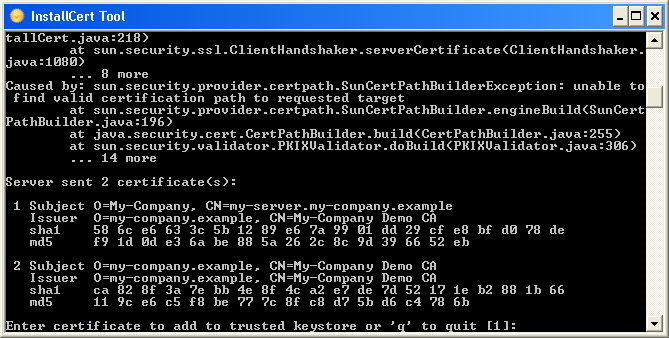 InstallCert Tool
tallCert.java:218)
at sun.security.ssl.ClientHandshaker.serverCertificate(ClientHandshaker.
java:1080)
... 8 more
Caused by: sun.security.provider.certpath.SunCertPathBuilderException: unable to
find valid certification path to requested target
at sun.security.provider.certpath.SunCertPathBuilder.engineBuild(SunCert
PathBuilder.java:196)
at java.security.cert.CertPathBuilder.build(CertPathBuilder.java:255)
at sun.security.validator.PKIXValidator.doBuild(PKIXValidator.java:306)
... 14 more
Server sent 2 certificate(s):
1 Subject O=My-Company, CN=my-server.my-company.example
Issuer O=my-company.example, CN=My-Company Demo CA
sha1 58 6c e6 63 3c 5b 12 89 e6 7a 99 01 dd 29 cf e8 bf d0 78 de
md5 f9 1d 0d e3 6a be 88 5a 26 2c 8c 9d 39 66 52 eb
2 Subject O=my-company.example, CN=My-Company Demo CA
Issuer O=my-company.example, CN=My-Company Demo CA
sha1 ca 82 8f 3a 7e bb 4e 8f 4c a2 e7 de 7d 52 17 1e b2 88 1b 66
md5 11 9c e6 c5 f8 be 77 7c 8f c8 d7 5b d6 c4 78 6b
Enter certificate to add to trusted keystore or 'q' to quit [1]: